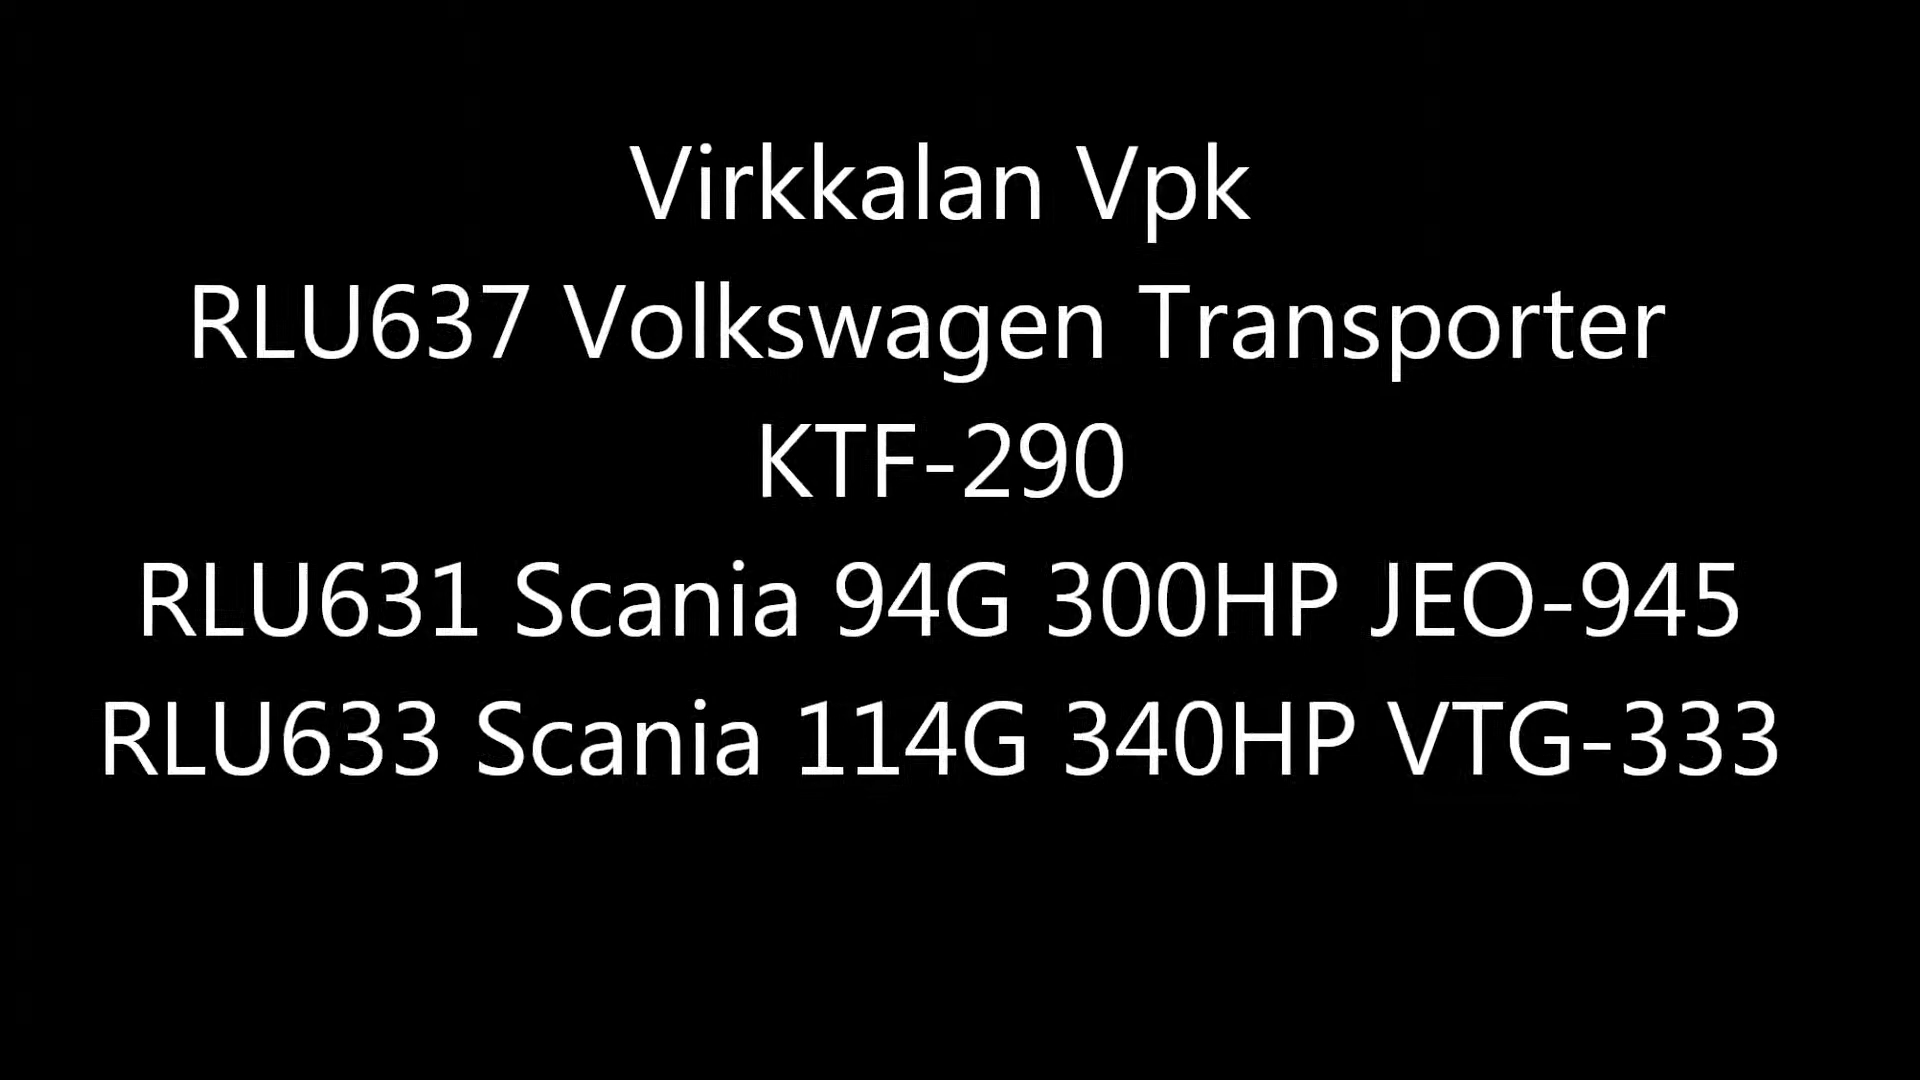 Virkkalan Vpk
RLU637 Volkswagen Transporter
KTF-290
RLU631 Scania 94G 300HP JEO-945
RLU633 Scania 114G 340HP VTG-333